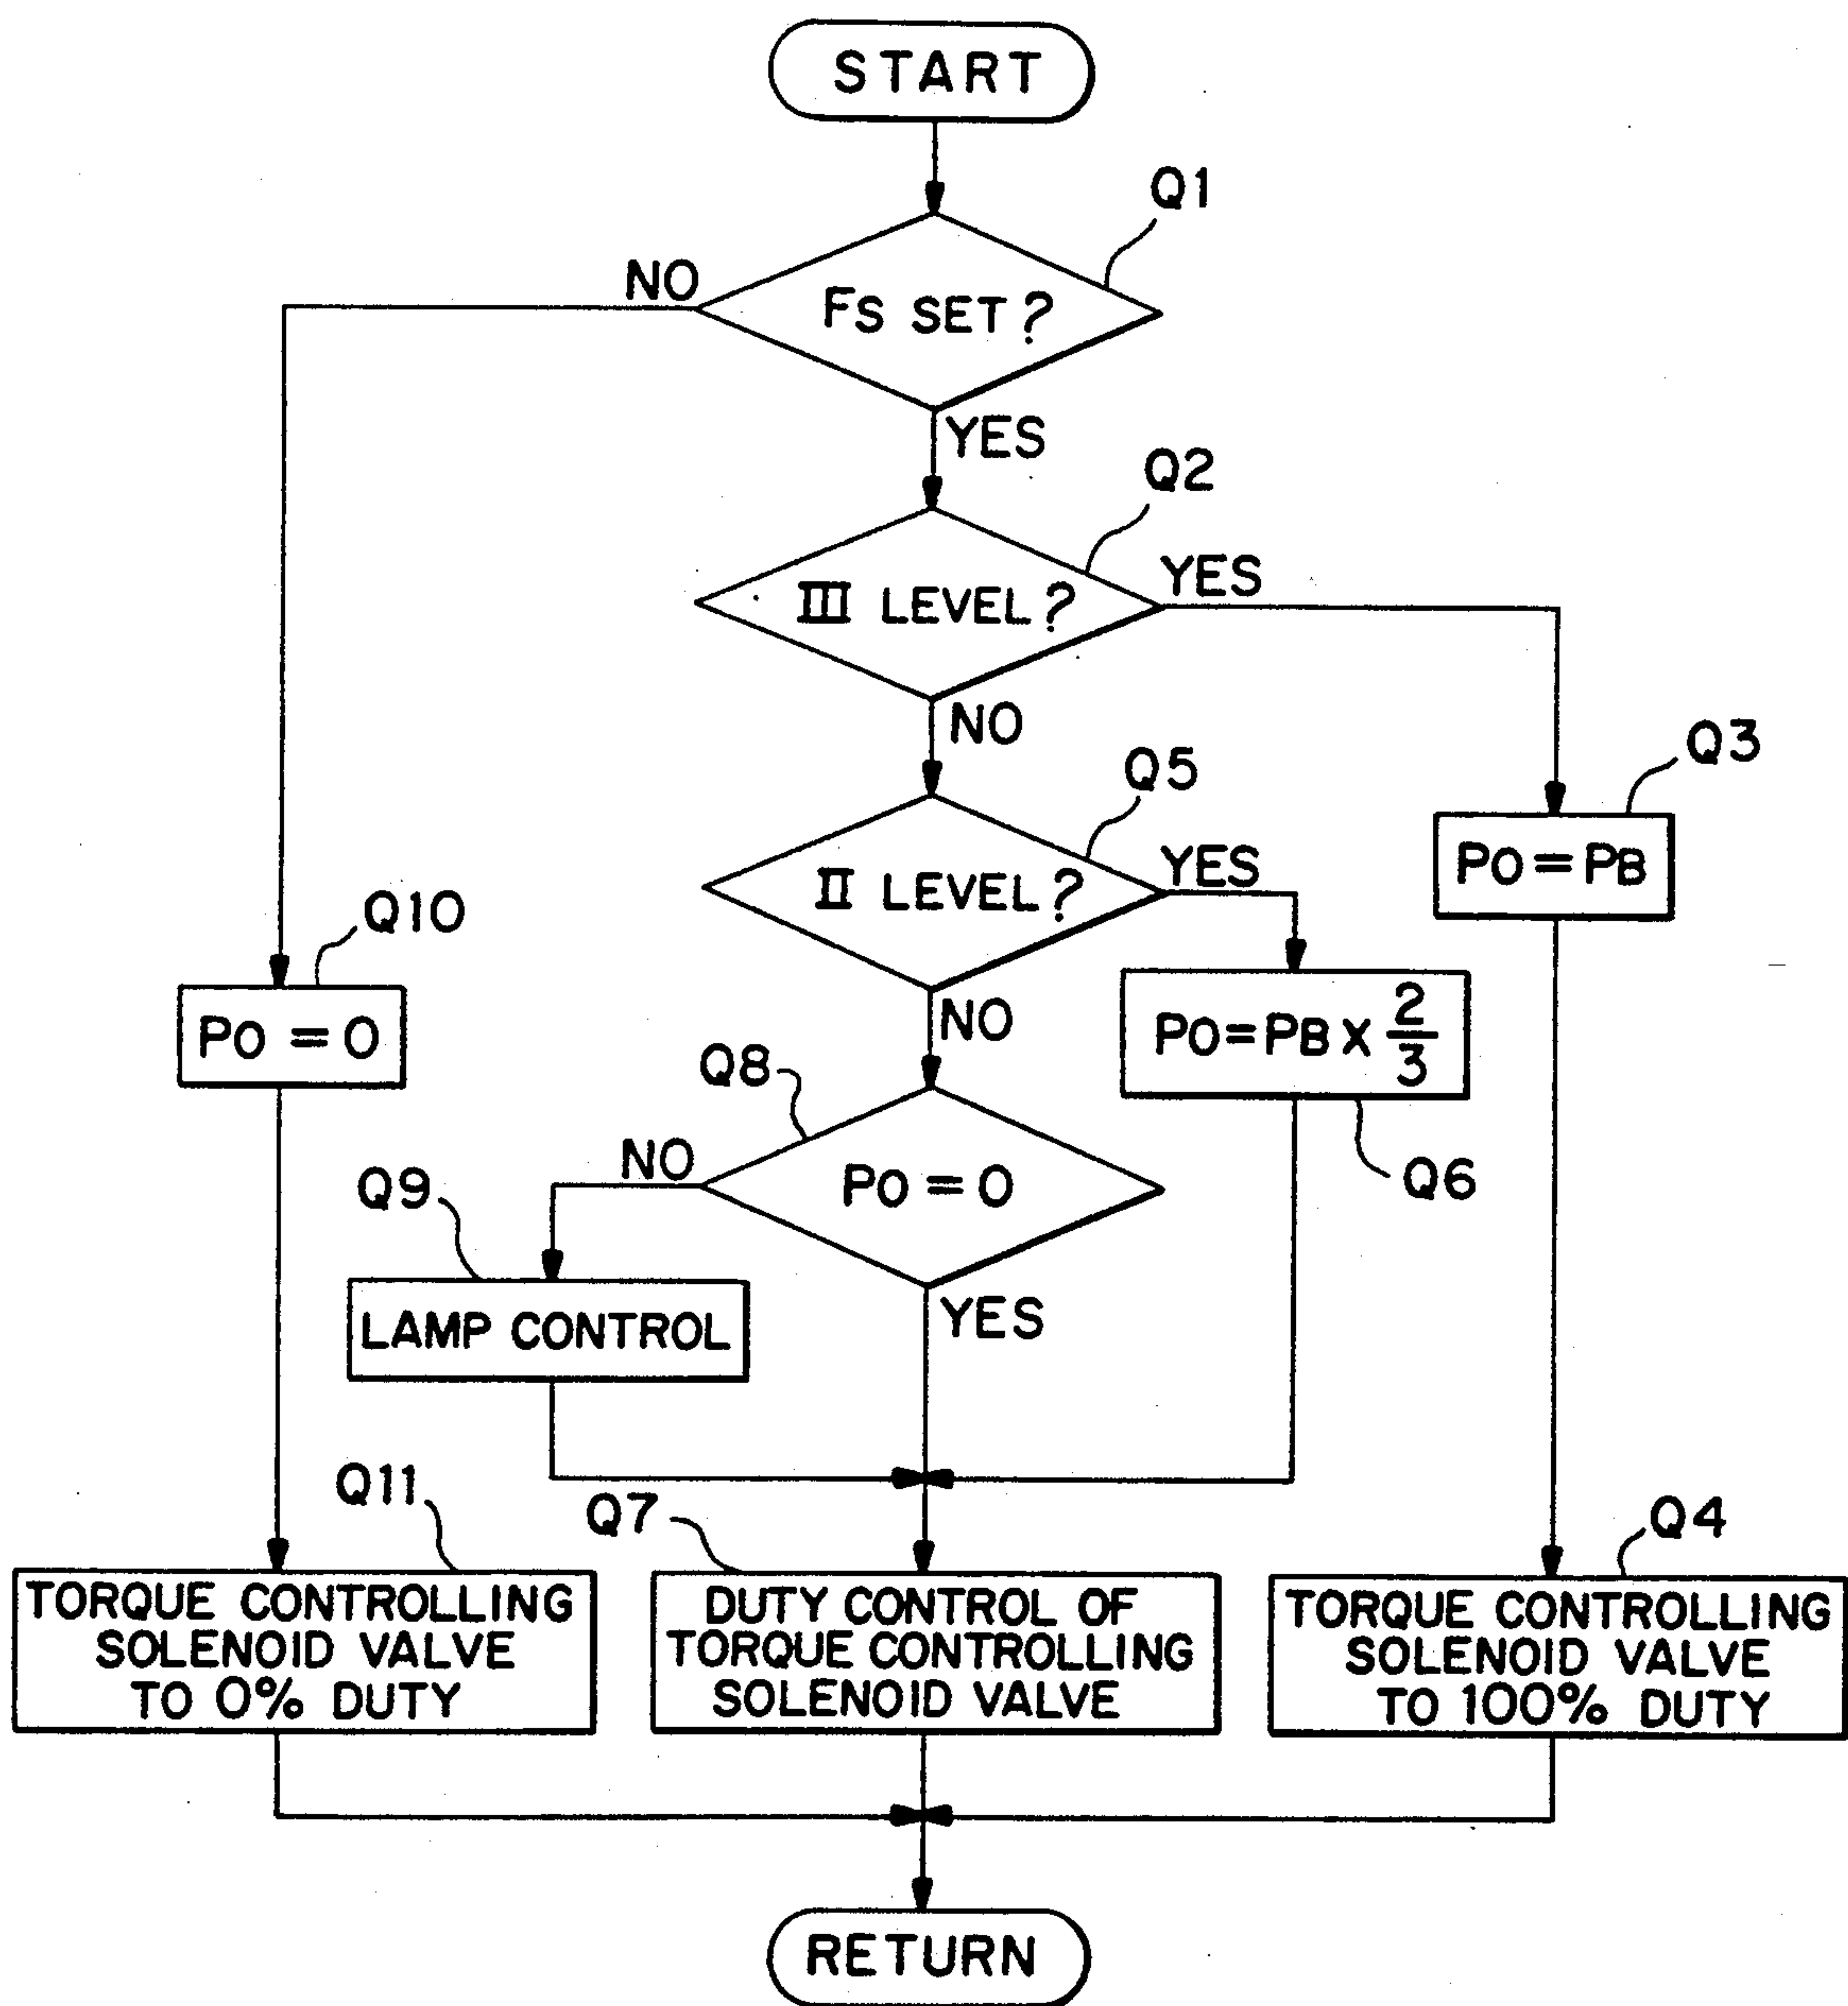 START
Q1
NO
FS SET?
YES
Q2
III LEVEL?
YES
NO
Q3
Q5
PO = PB
II LEVEL?
YES
Q10
NO
PO = PB X 2/3
PO = 0
Q8
Q6
NO
PO = 0
Q9
LAMP CONTROL
YES
Q11
Q7
Q4
TORQUE CONTROLLING
SOLENOID VALVE
TO 0% DUTY
DUTY CONTROL OF
TORQUE CONTROLLING
SOLENOID VALVE
TORQUE CONTROLLING
SOLENOID VALVE
TO 100% DUTY
RETURN